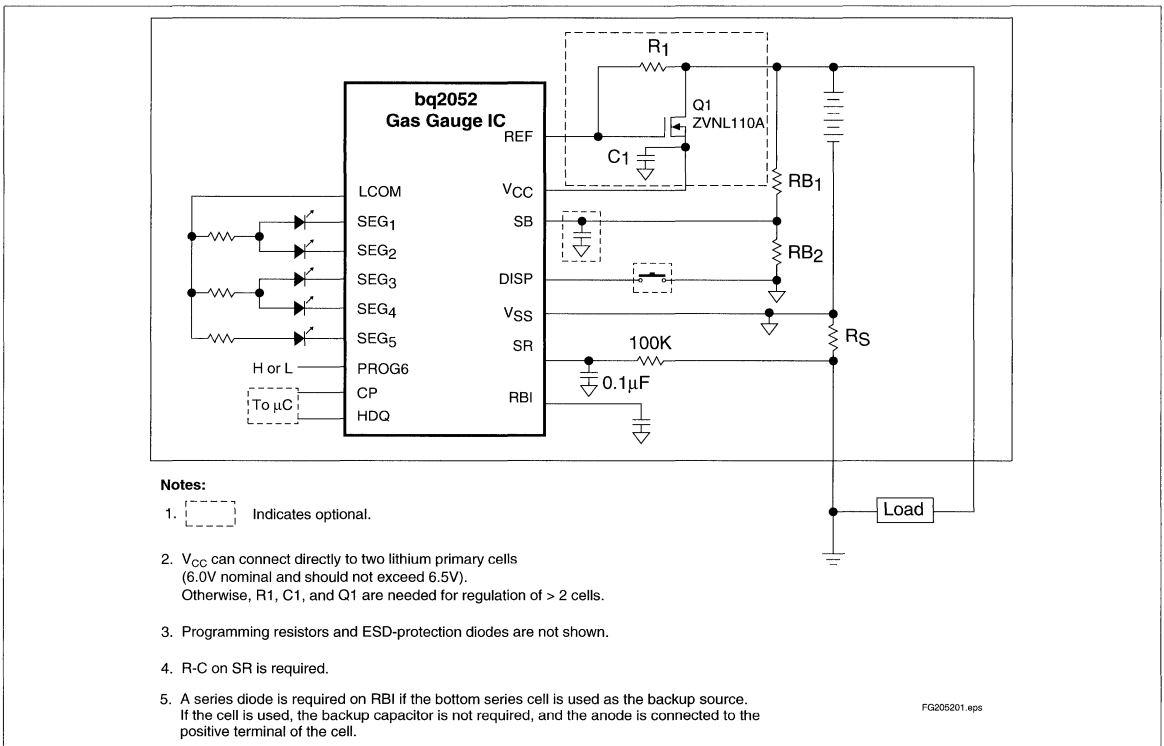 bq2052
Gas Gauge IC
R1
Q1
ZVNL110A
REF
C1
VCC
LCOM
SEG1
SB
RB1
SEG2
RB2
SEG3
DISP
SEG4
VSS
SEG5
SR
100K
RS
H or L
PROG6
0.1µF
CP
To µC
RBI
HDQ
Load
Notes:
1. Indicates optional.
2. VCC can connect directly to two lithium primary cells
(6.0V nominal and should not exceed 6.5V).
Otherwise, R1, C1, and Q1 are needed for regulation of > 2 cells.
3. Programming resistors and ESD-protection diodes are not shown.
4. R-C on SR is required.
5. A series diode is required on RBI if the bottom series cell is used as the backup source.
If the cell is used, the backup capacitor is not required, and the anode is connected to the
positive terminal of the cell.
FG205201.eps